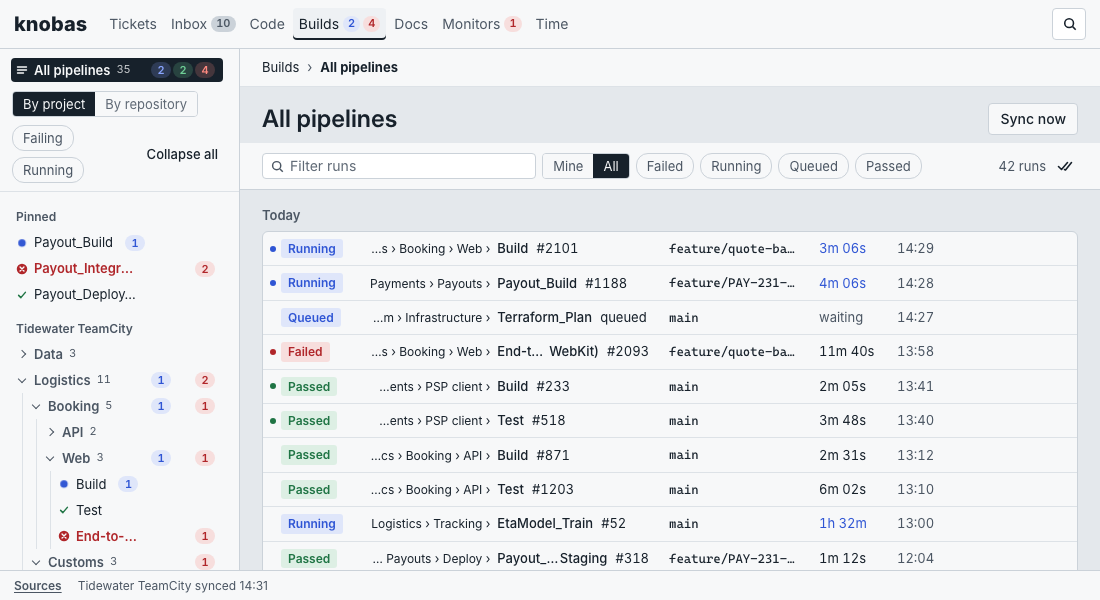 knobas Tickets Inbox 10 Code Builds 2 4 Docs Monitors 1 Time
All pipelines 35 2 2 4
By project By repository
Failing
Running
Collapse all
Pinned
Payout_Build 1
Payout_Integr... 2
Payout_Deploy...
Tidewater TeamCity
Data 3
Logistics 11 1 2
Booking 5 1 1
API 2
Web 3 1 1
Build 1
Test
End-to-... 1
Customs 3 1
Builds › All pipelines
All pipelines Sync now
Filter runs Mine All Failed Running Queued Passed 42 runs
Today
Running ...s › Booking › Web › Build #2101 feature/quote-ba... 3m 06s 14:29
Running Payments › Payouts › Payout_Build #1188 feature/PAY-231-... 4m 06s 14:28
Queued ...m › Infrastructure › Terraform_Plan queued main waiting 14:27
Failed ...s › Booking › Web › End-t... WebKit) #2093 feature/quote-ba... 11m 40s 13:58
Passed ...ents › PSP client › Build #233 main 2m 05s 13:41
Passed ...ents › PSP client › Test #518 main 3m 48s 13:40
Passed ...cs › Booking › API › Build #871 main 2m 31s 13:12
Passed ...cs › Booking › API › Test #1203 main 6m 02s 13:10
Running Logistics › Tracking › EtaModel_Train #52 main 1h 32m 13:00
Passed ... Payouts › Deploy › Payout_...Staging #318 feature/PAY-231-... 1m 12s 12:04
Sources Tidewater TeamCity synced 14:31